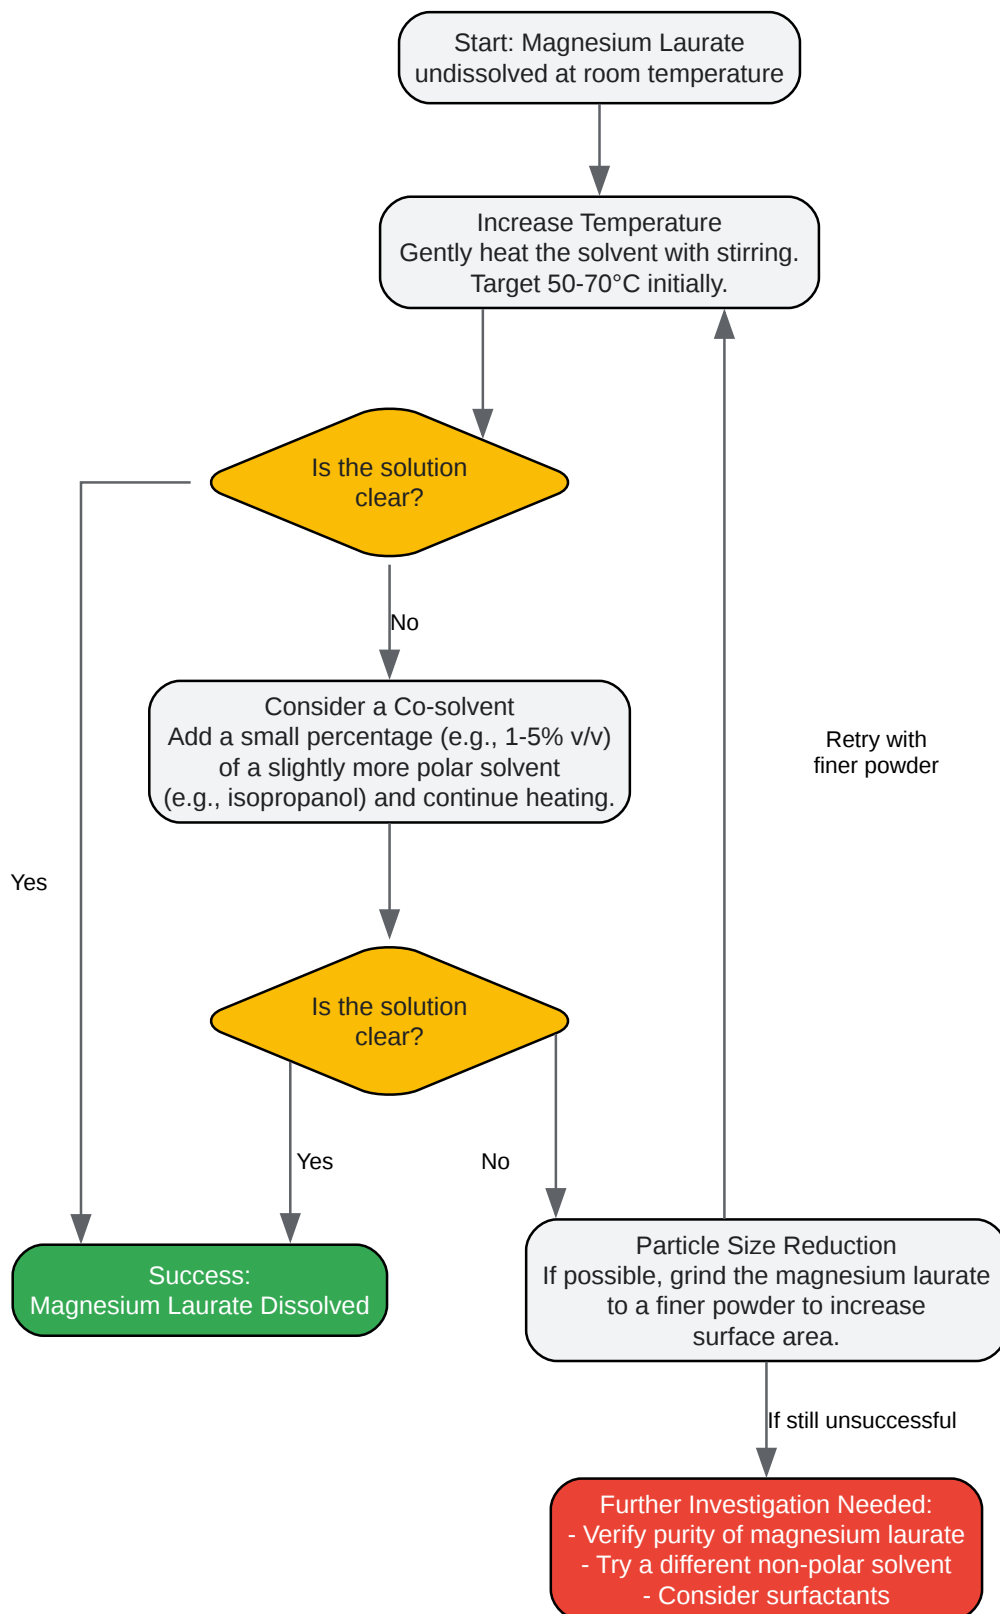 Start: Magnesium Laurate
undissolved at room temperature
Increase Temperature
Gently heat the solvent with stirring.
Target 50-70°C initially.
Is the solution
clear?
No
Consider a Co-solvent
Add a small percentage (e.g., 1-5% v/v)
of a slightly more polar solvent
(e.g., isopropanol) and continue heating.
Retry with
finer powder
Yes
Is the solution
clear?
Yes
No
Success:
Magnesium Laurate Dissolved
Particle Size Reduction
If possible, grind the magnesium laurate
to a finer powder to increase
surface area.
If still unsuccessful
Further Investigation Needed:
- Verify purity of magnesium laurate
- Try a different non-polar solvent
- Consider surfactants